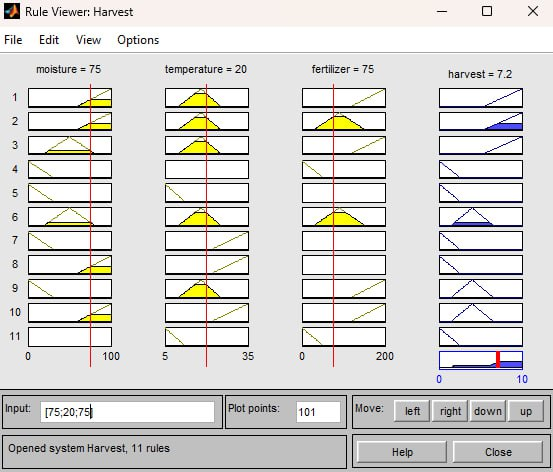 Rule Viewer: Harvest
File Edit View Options
moisture = 75 temperature = 20 fertilizer = 75 harvest = 7.2
1
2
3
4
5
6
7
8
9
10
11
0 100 5 35 0 200
0 10
Input: [75;20;75] Plot points: 101 Move: left right down up
Opened system Harvest, 11 rules Help Close